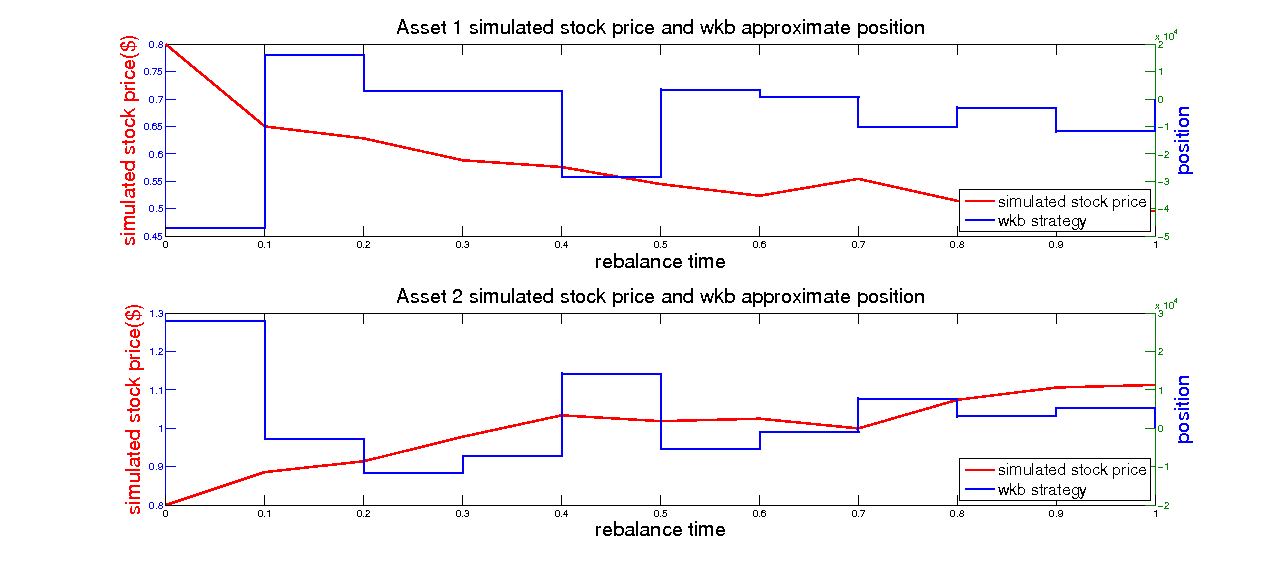 Asset 1 simulated stock price and wkb approximate position
simulated stock price($)
0.8
0.75
0.7
0.65
0.6
0.55
0.5
0.45
x 10^4
2
1
0
−1
−2
−3
−4
−5
position
simulated stock price
wkb strategy
0 0.1 0.2 0.3 0.4 0.5 0.6 0.7 0.8 0.9 1
rebalance time
Asset 2 simulated stock price and wkb approximate position
simulated stock price($)
1.3
1.2
1.1
1
0.9
0.8
x 10^4
3
2
1
0
−1
−2
position
simulated stock price
wkb strategy
0 0.1 0.2 0.3 0.4 0.5 0.6 0.7 0.8 0.9 1
rebalance time